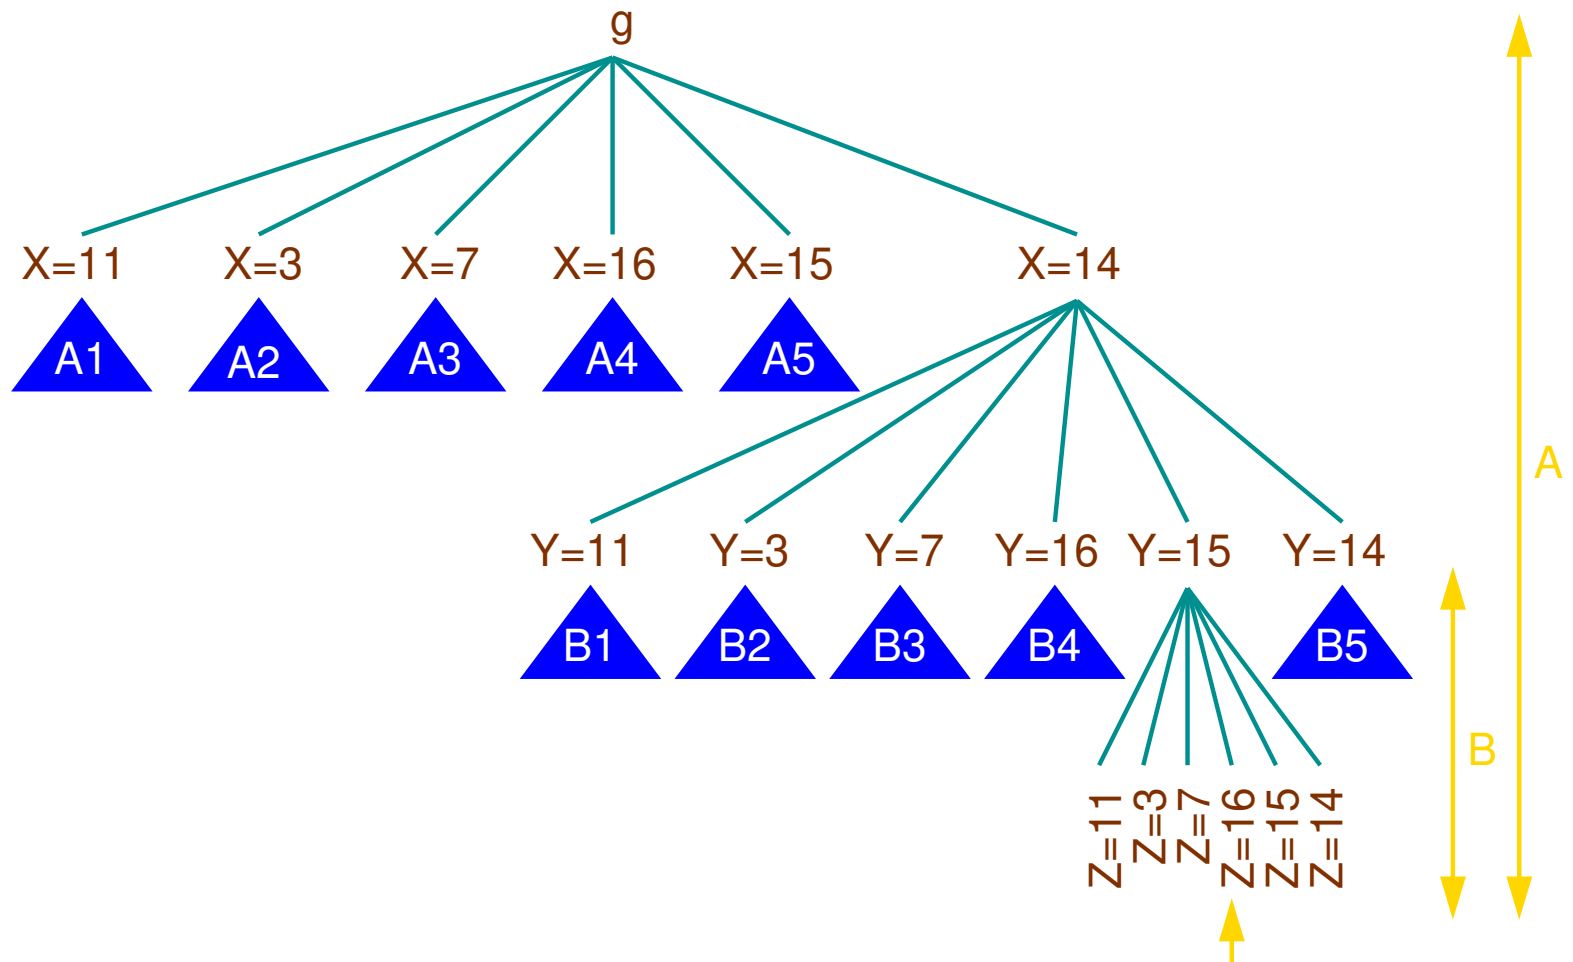 g
X=11 X=3 X=7 X=16 X=15 X=14
A1 A2 A3 A4 A5
A
Y=11 Y=3 Y=7 Y=16 Y=15 Y=14
B1 B2 B3 B4 B5
B
Z=11
Z=3
Z=7
Z=16
Z=15
Z=14